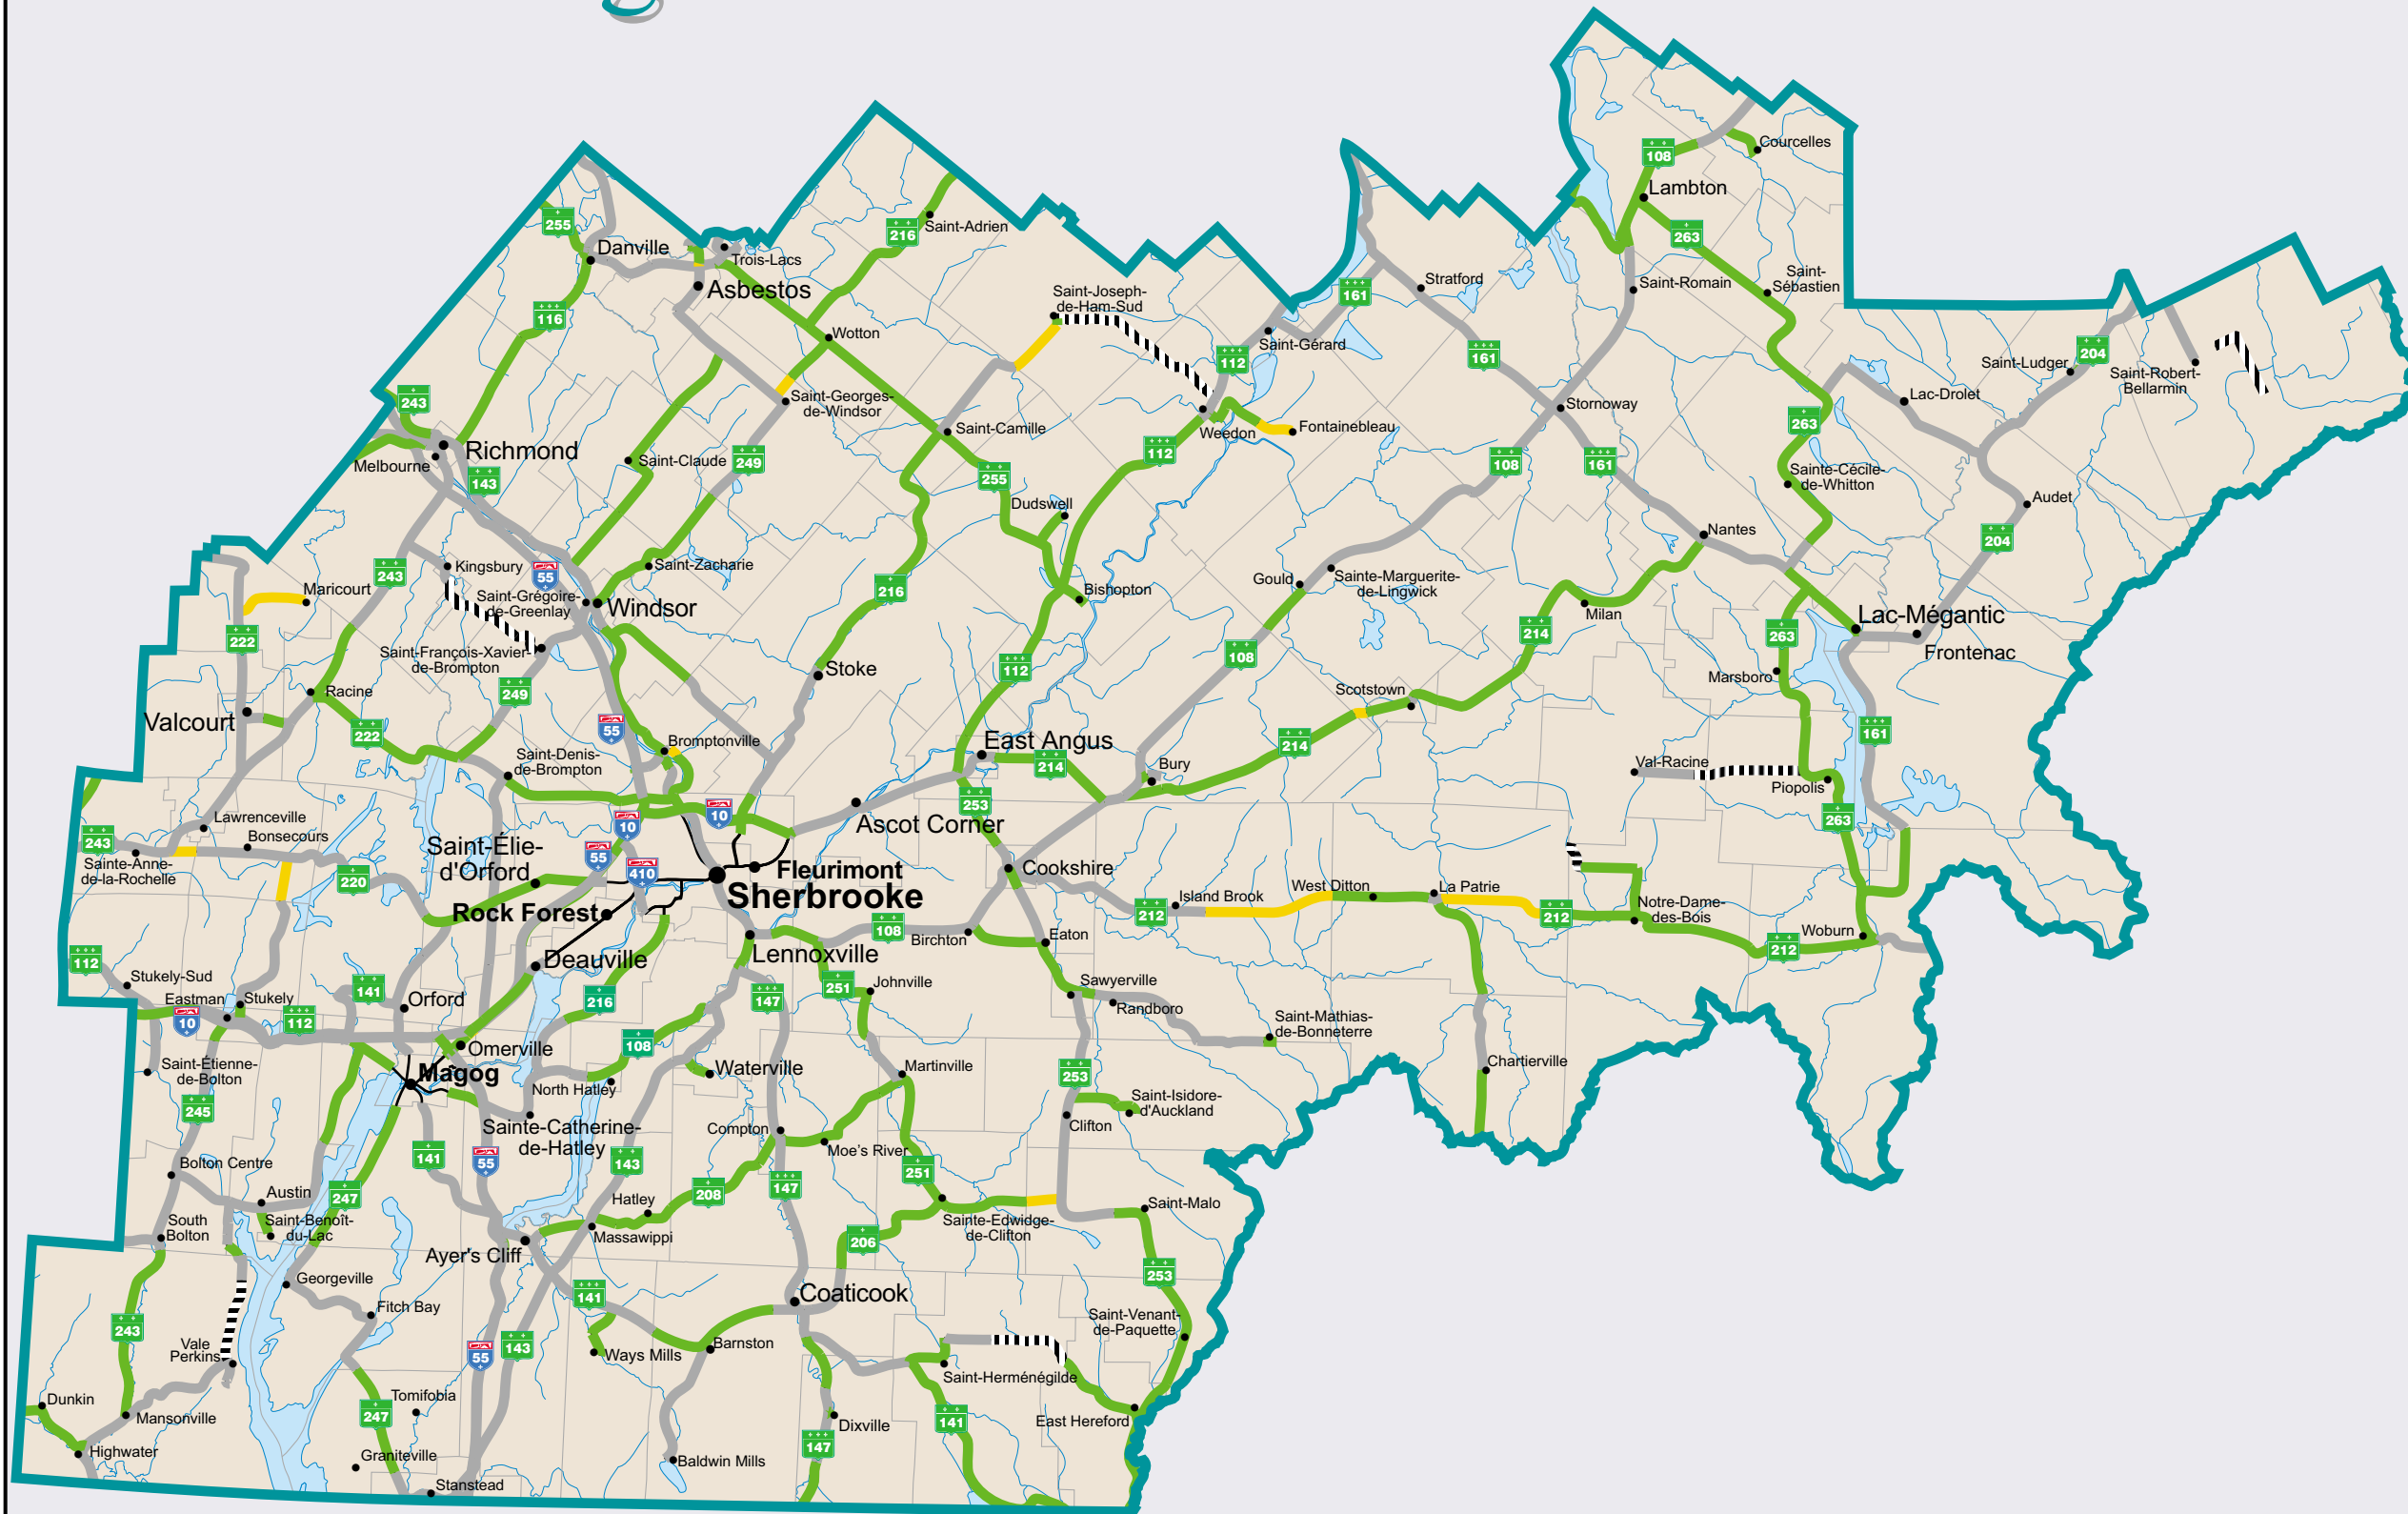 108
Courcelles
Lambton
255
216
Saint-Adrien
263
Danville
Trois-Lacs
Asbestos
Saint-Joseph-
de-Ham-Sud
161
Stratford
Saint-Romain
Saint-
Sébastien
116
Wotton
Saint-Gérard
112
161
Saint-Ludger
204
Saint-Robert-
Bellarmin
243
Saint-Georges-
de-Windsor
Stornoway
Lac-Drolet
263
Richmond
Saint-Camille
Weedon
Fontainebleau
Melbourne
143
Saint-Claude
249
112
255
108
161
Sainte-Cécile-
de-Whitton
Dudswell
Audet
Nantes
204
243
Kingsbury
55
Saint-Zacharie
216
Bishopton
Gould
Sainte-Marguerite-
de-Lingwick
Maricourt
Saint-Grégoire-
de-Greenlay
Windsor
Milan
Lac-Mégantic
222
214
263
Frontenac
Saint-François-Xavier-
de-Brompton
108
Stoke
112
Marsboro
Racine
249
Scotstown
Valcourt
222
55
161
Bromptonville
East Angus
214
214
Saint-Denis-
de-Brompton
Bury
Val-Racine
Piopolis
253
10
10
263
Lawrenceville
Bonsecours
Ascot Corner
243
Sainte-Anne-
de-la-Rochelle
Saint-Élie-
d'Orford
55
410
Fleurimont
Cookshire
220
Sherbrooke
Rock Forest
Island Brook
West Ditton
La Patrie
212
212
Notre-Dame-
des-Bois
108
Birchton
Eaton
212
Woburn
112
Deauville
Lennoxville
Stukely-Sud
141
216
147
251
Johnville
Sawyerville
Eastman
Stukely
Orford
Randboro
10
112
108
Saint-Mathias-
de-Bonneterre
Omerville
Saint-Étienne-
de-Bolton
Magog
North Hatley
Waterville
Martinville
253
Chartierville
245
Saint-Isidore-
d'Auckland
Sainte-Catherine-
de-Hatley
Compton
Clifton
141
55
143
Moe's River
251
Bolton Centre
Austin
247
208
147
Hatley
Saint-Malo
South
Bolton
Saint-Benoît-
du-Lac
Massawippi
206
Sainte-Edwidge-
de-Clifton
Ayer's Cliff
Georgeville
141
Coaticook
253
Fitch Bay
243
143
Saint-Venant-
de-Paquette
Vale
Perkins
55
Ways Mills
Barnston
Saint-Herménégilde
Dunkin
Tomifobia
Mansonville
247
Dixville
141
East Hereford
Highwater
Graniteville
147
Baldwin Mills
Stanstead